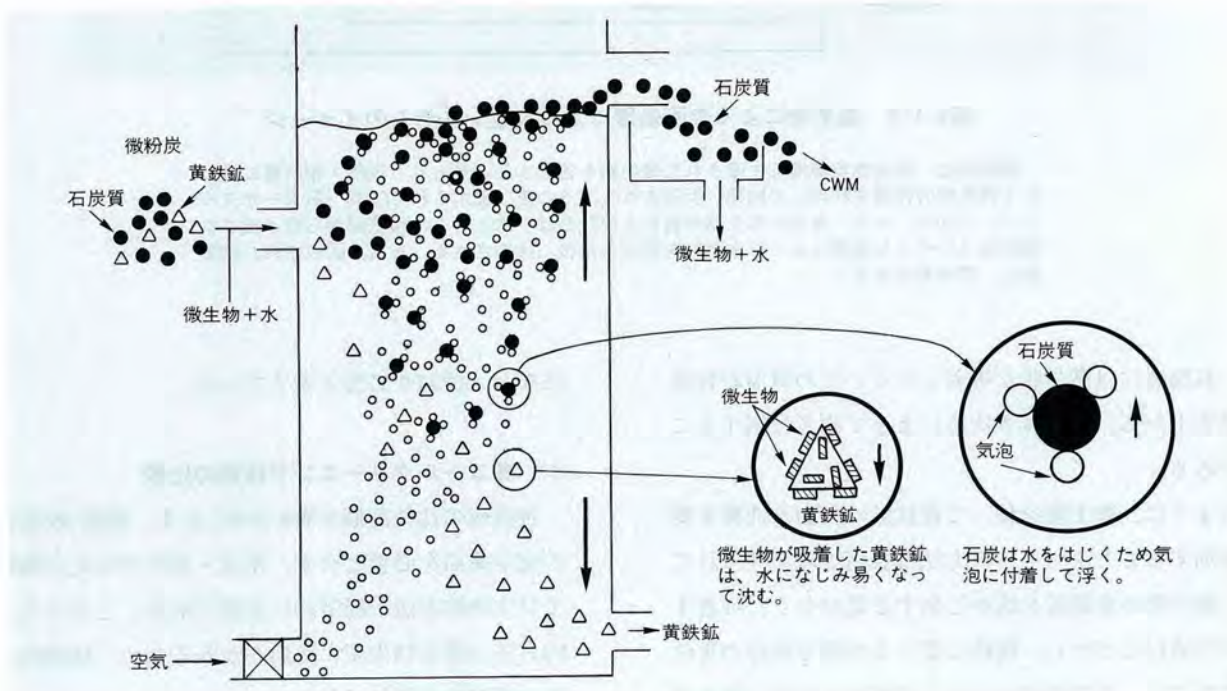 石炭質
微粉炭
黄鉄鉱
石炭質
CWM
微生物+水
微生物+水
石炭質
微生物
気泡
黄鉄鉱
微生物が吸着した黄鉄鉱
は、水になじみ易くなっ
て沈む。
石炭は水をはじくため気
泡に付着して浮く。
黄鉄鉱
空気